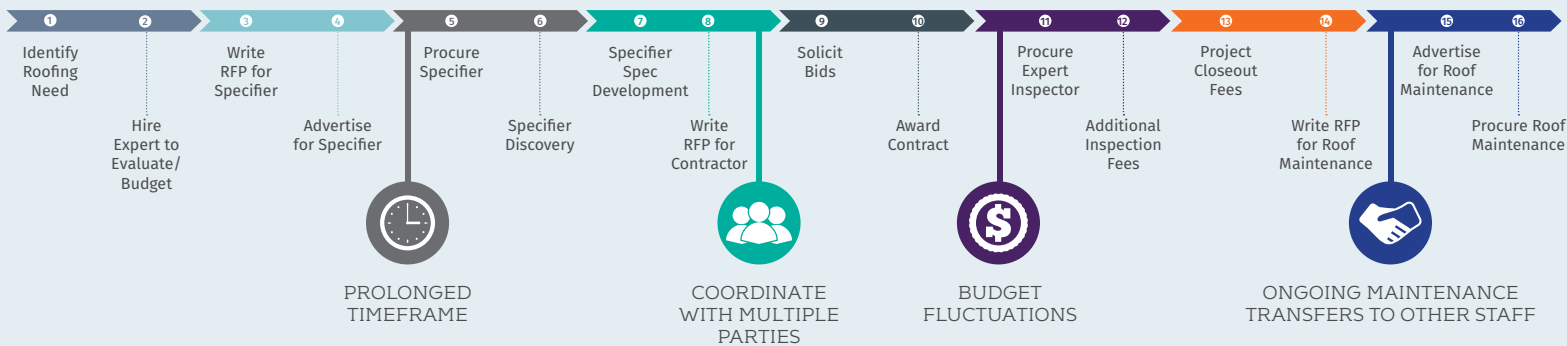 1
2
3
4
5
6
7
8
9
10
11
12
13
14
15
16
Identify
Roofing
Need
Hire
Expert to
Evaluate/
Budget
Write
RFP for
Specifier
Advertise
for Specifier
Procure
Specifier
Specifier
Discovery
Specifier
Spec
Development
Write
RFP for
Contractor
Solicit
Bids
Award
Contract
Procure
Expert
Inspector
Additional
Inspection
Fees
Project
Closeout
Fees
Write RFP
for Roof
Maintenance
Advertise
for Roof
Maintenance
Procure Roof
Maintenance
$
PROLONGED
TIMEFRAME
COORDINATE
WITH MULTIPLE
PARTIES
BUDGET
FLUCTUATIONS
ONGOING MAINTENANCE
TRANSFERS TO OTHER STAFF